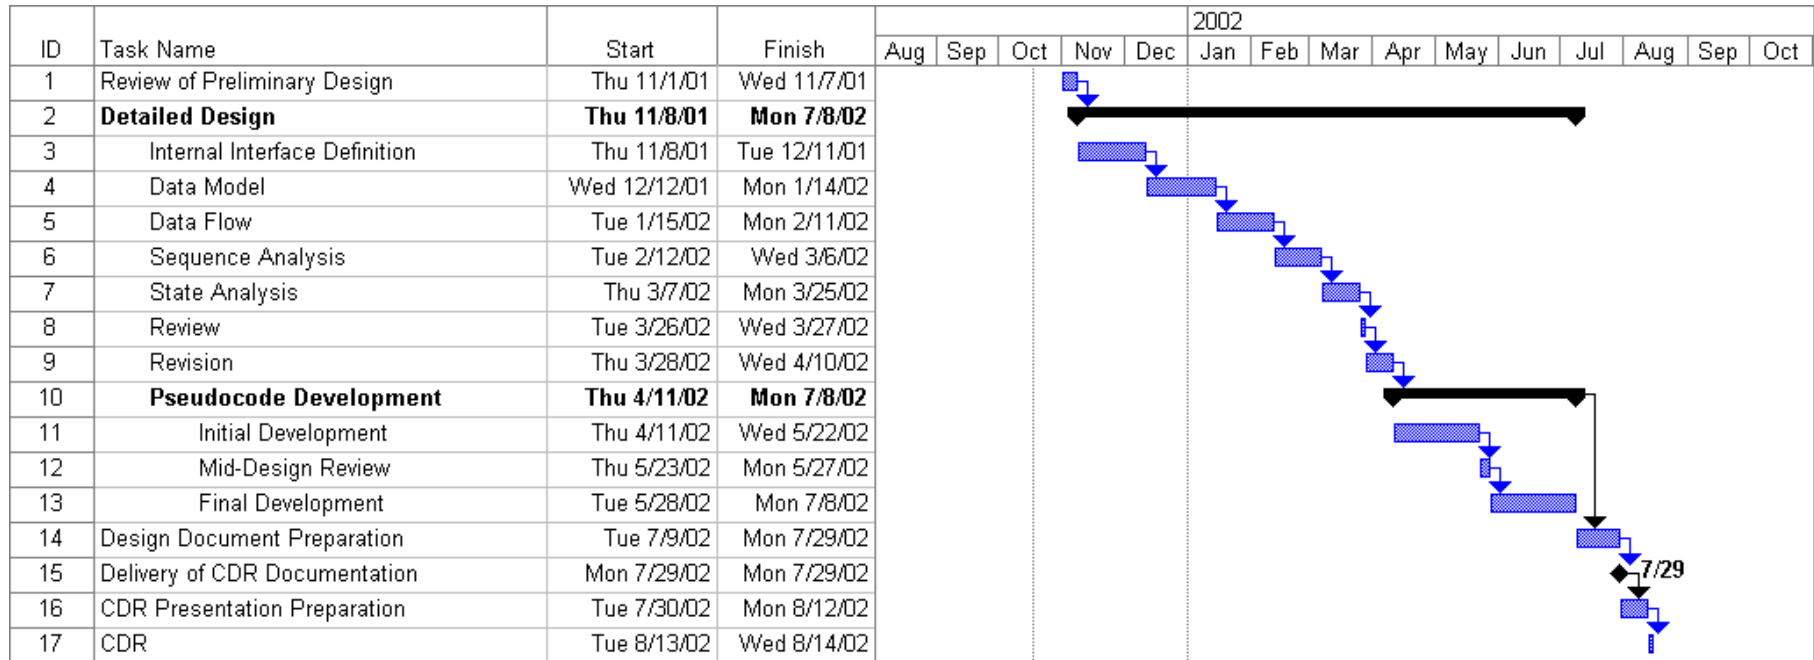 2002
ID Task Name Start Finish Aug Sep Oct Nov Dec Jan Feb Mar Apr May Jun Jul Aug Sep Oct
1 Review of Preliminary Design Thu 11/1/01 Wed 11/7/01
2 Detailed Design Thu 11/8/01 Mon 7/8/02
3 Internal Interface Definition Thu 11/8/01 Tue 12/11/01
4 Data Model Wed 12/12/01 Mon 1/14/02
5 Data Flow Tue 1/15/02 Mon 2/11/02
6 Sequence Analysis Tue 2/12/02 Wed 3/6/02
7 State Analysis Thu 3/7/02 Mon 3/25/02
8 Review Tue 3/26/02 Wed 3/27/02
9 Revision Thu 3/28/02 Wed 4/10/02
10 Pseudocode Development Thu 4/11/02 Mon 7/8/02
11 Initial Development Thu 4/11/02 Wed 5/22/02
12 Mid-Design Review Thu 5/23/02 Mon 5/27/02
13 Final Development Tue 5/28/02 Mon 7/8/02
14 Design Document Preparation Tue 7/9/02 Mon 7/29/02
15 Delivery of CDR Documentation Mon 7/29/02 Mon 7/29/02 7/29
16 CDR Presentation Preparation Tue 7/30/02 Mon 8/12/02
17 CDR Tue 8/13/02 Wed 8/14/02